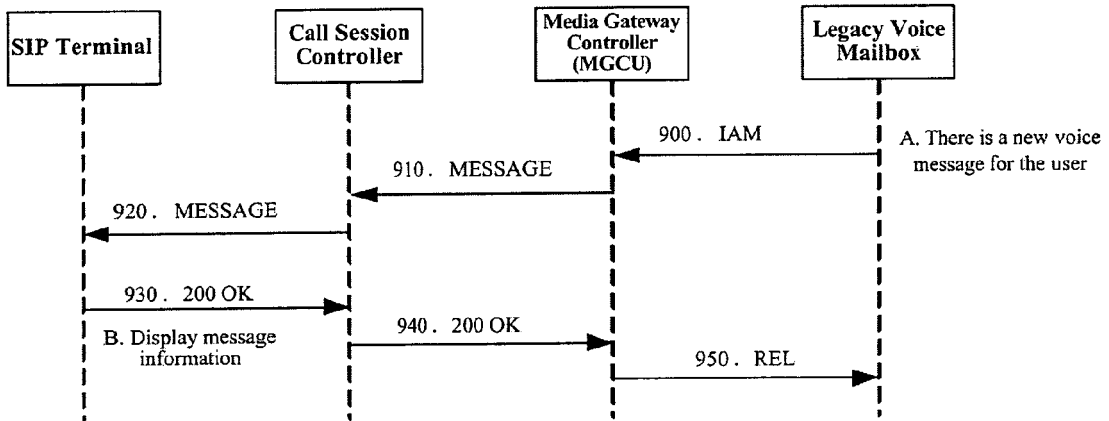 SIP Terminal
Call Session
Controller
Media Gateway
Controller
(MGCU)
Legacy Voice
Mailbox
900. IAM
A. There is a new voice
message for the user
910. MESSAGE
920. MESSAGE
930. 200 OK
B. Display message
information
940. 200 OK
950. REL